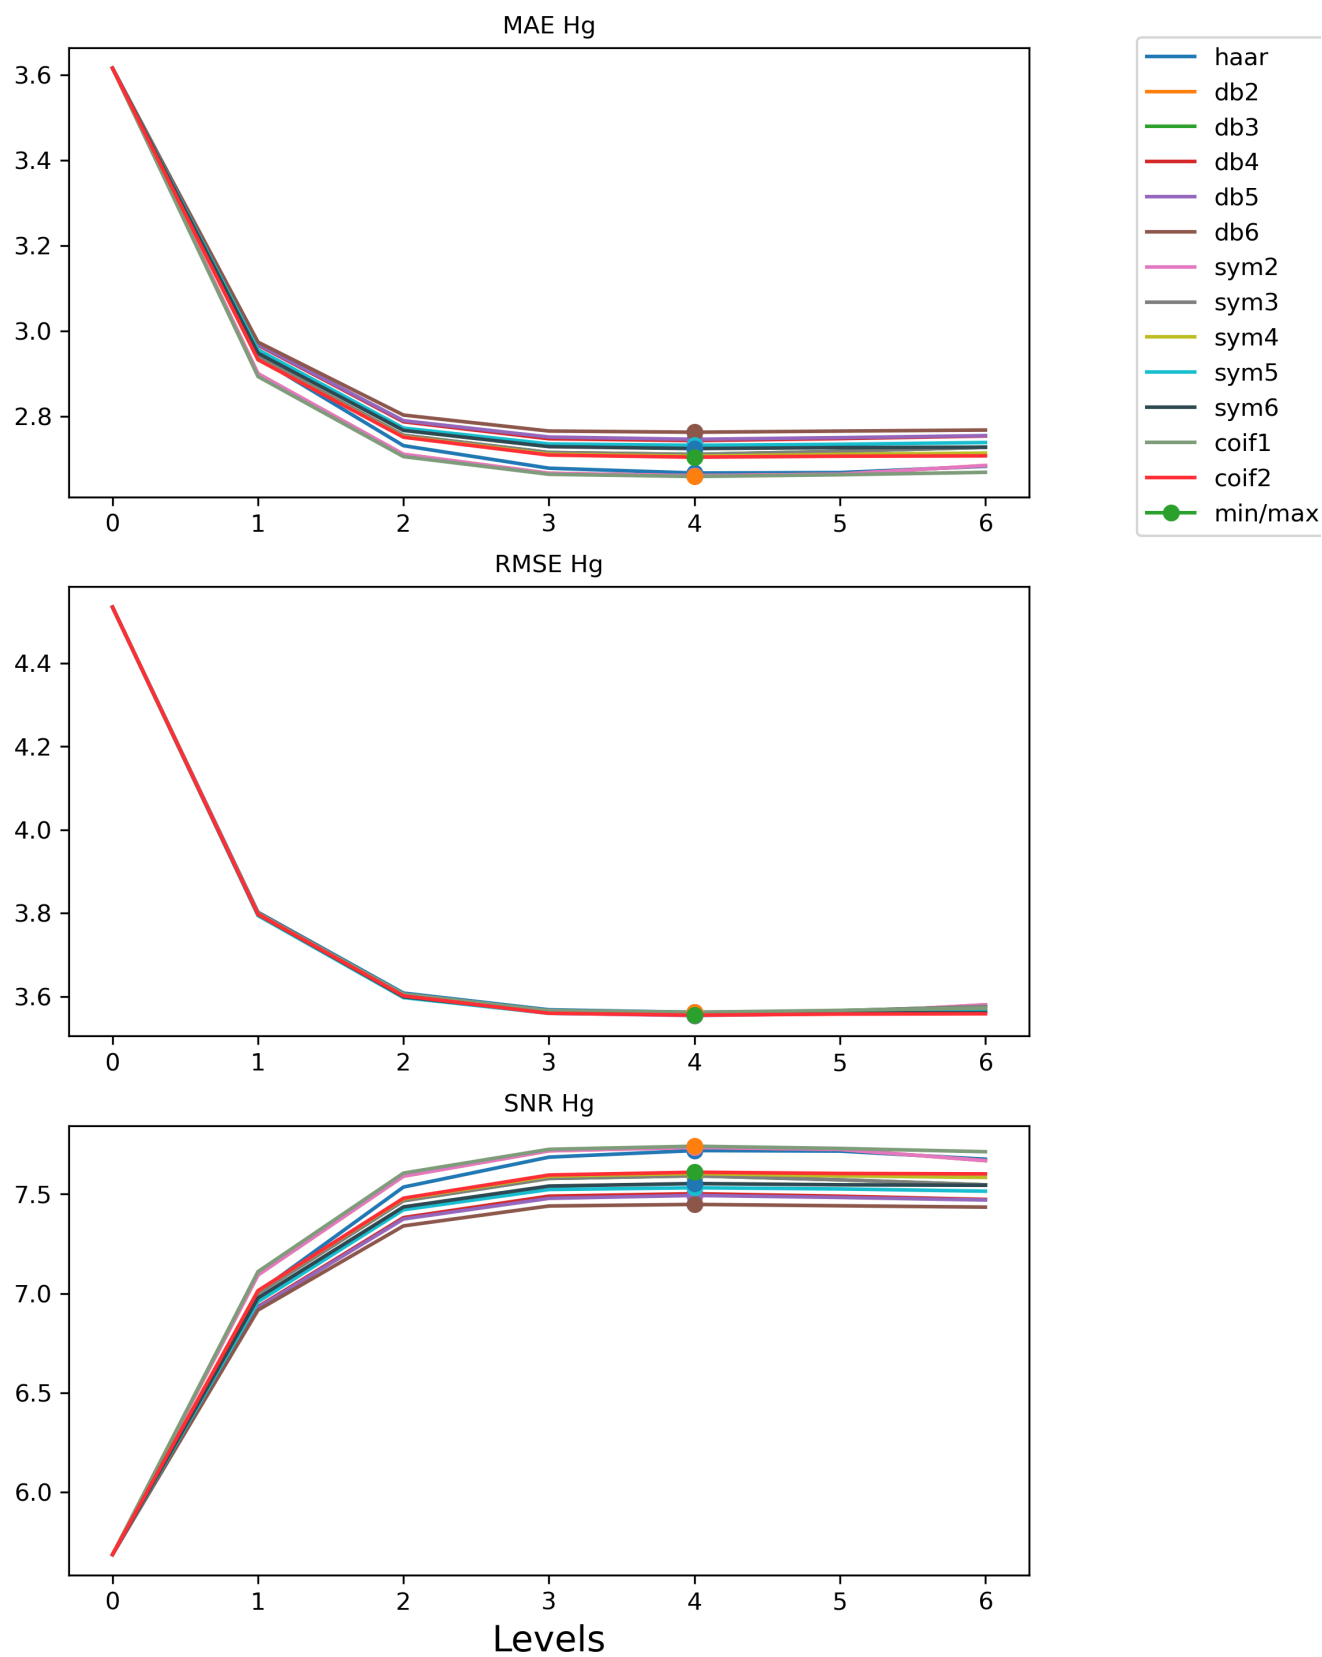 MAE Hg
3.6
3.4
3.2
3.0
2.8
0 1 2 3 4 5 6
haar
db2
db3
db4
db5
db6
sym2
sym3
sym4
sym5
sym6
coif1
coif2
min/max
RMSE Hg
4.4
4.2
4.0
3.8
3.6
0 1 2 3 4 5 6
SNR Hg
7.5
7.0
6.5
6.0
0 1 2 3 4 5 6
Levels